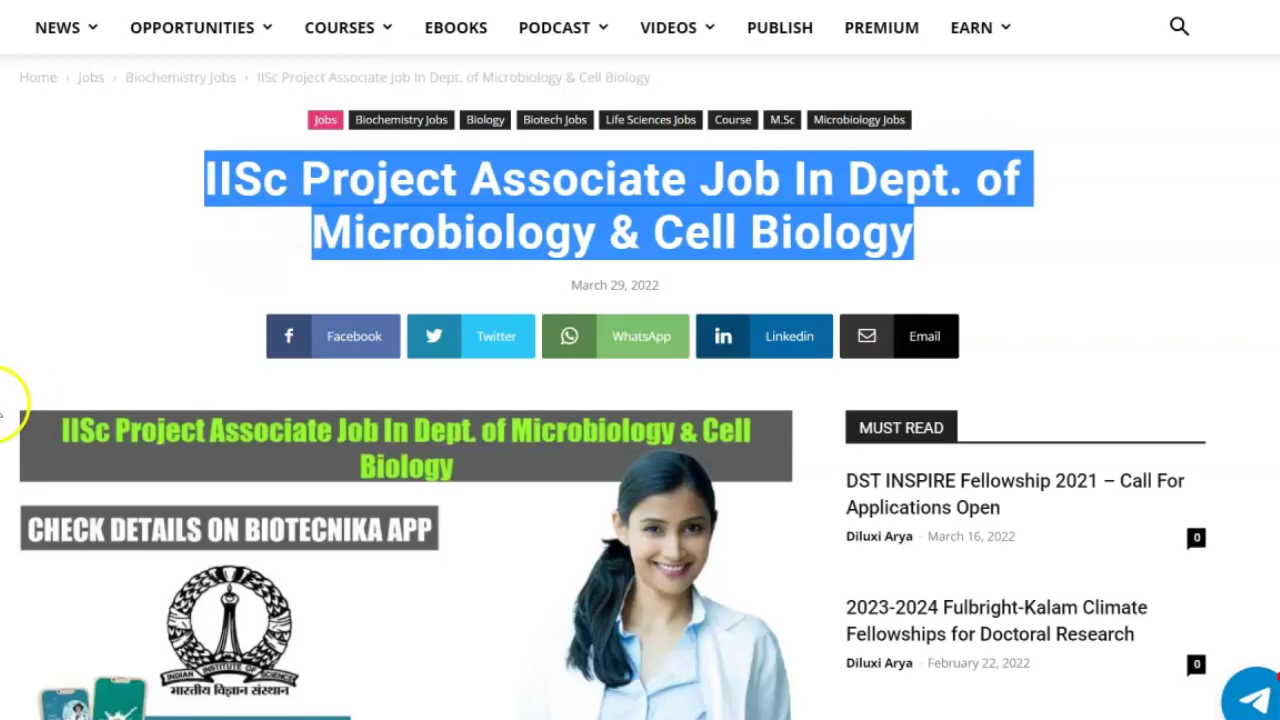 NEWS OPPORTUNITIES COURSES EBOOKS PODCAST VIDEOS PUBLISH PREMIUM EARN
Home › Jobs › Biochemistry Jobs › IISc Project Associate Job In Dept. of Microbiology & Cell Biology
Jobs Biochemistry Jobs Biology Biotech Jobs Life Sciences Jobs Course M.Sc Microbiology Jobs
IISc Project Associate Job In Dept. of
Microbiology & Cell Biology
March 29, 2022
Facebook Twitter WhatsApp Linkedin Email
IISc Project Associate Job In Dept. of Microbiology & Cell
Biology
CHECK DETAILS ON BIOTECNIKA APP
INDIAN INSTITUTE OF SCIENCE
भारतीय विज्ञान संस्थान
MUST READ
DST INSPIRE Fellowship 2021 – Call For
Applications Open
Diluxi Arya - March 16, 2022 0
2023-2024 Fulbright-Kalam Climate
Fellowships for Doctoral Research
Diluxi Arya - February 22, 2022 0